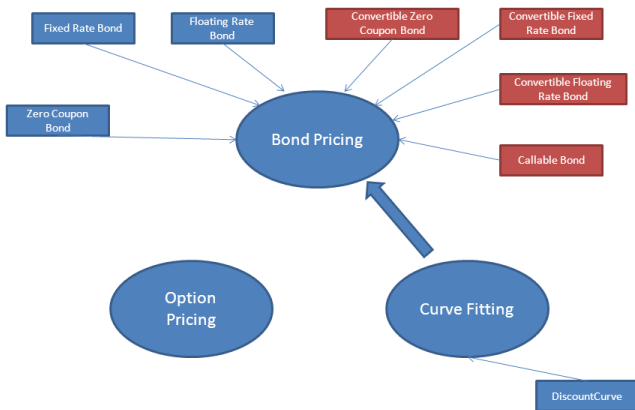 Fixed Rate Bond
Floating Rate
Bond
Convertible Zero
Coupon Bond
Convertible Fixed
Rate Bond
Convertible Floating
Rate Bond
Zero Coupon
Bond
Bond Pricing
Callable Bond
Option
Pricing
Curve Fitting
DiscountCurve